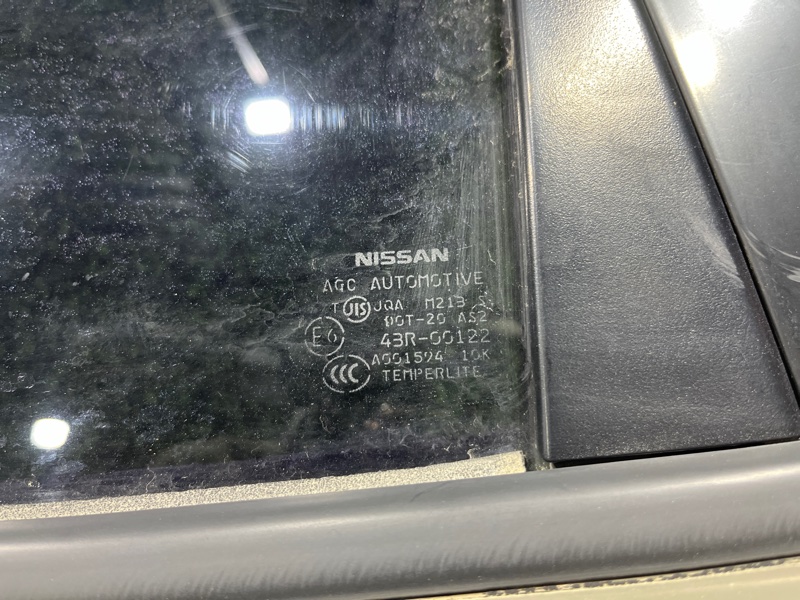 NISSAN
AGC AUTOMOTIVE
T JIS JQA M213 S
DOT-20 AS2
E6 43R-00122
A001594 10K
CCC TEMPERLITE